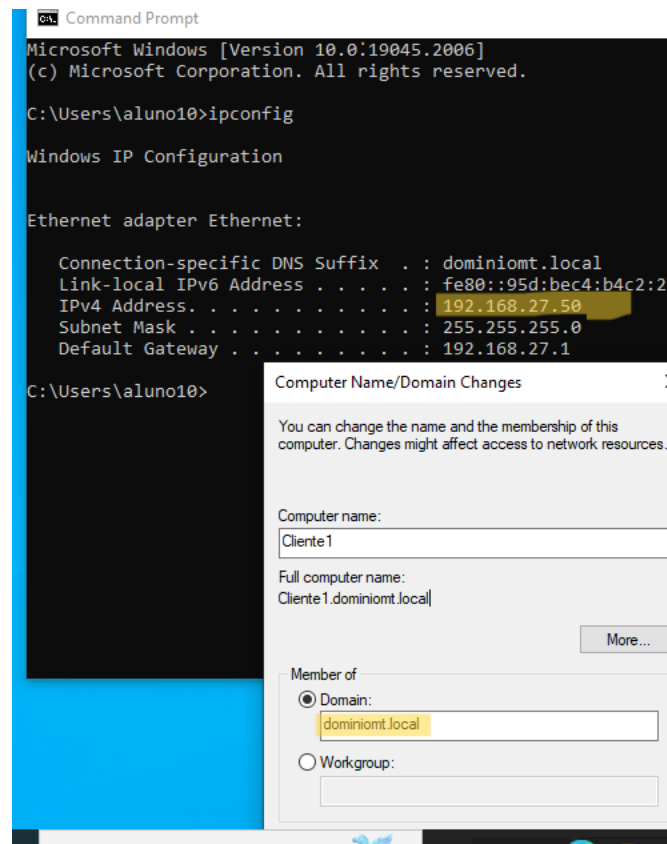 Command Prompt
Microsoft Windows [Version 10.0.19045.2006]
(c) Microsoft Corporation. All rights reserved.
C:\Users\aluno10>ipconfig
Windows IP Configuration
Ethernet adapter Ethernet:
Connection-specific DNS Suffix . : dominiomt.local
Link-local IPv6 Address . . . . . : fe80::95d:bec4:b4c2:2
IPv4 Address. . . . . . . . . . . : 192.168.27.50
Subnet Mask . . . . . . . . . . . : 255.255.255.0
Default Gateway . . . . . . . . . : 192.168.27.1
C:\Users\aluno10>
Computer Name/Domain Changes
You can change the name and the membership of this
computer. Changes might affect access to network resources.
Computer name:
Cliente1
Full computer name:
Cliente1.dominiomt.local
More...
Member of
Domain:
dominiomt.local
Workgroup: